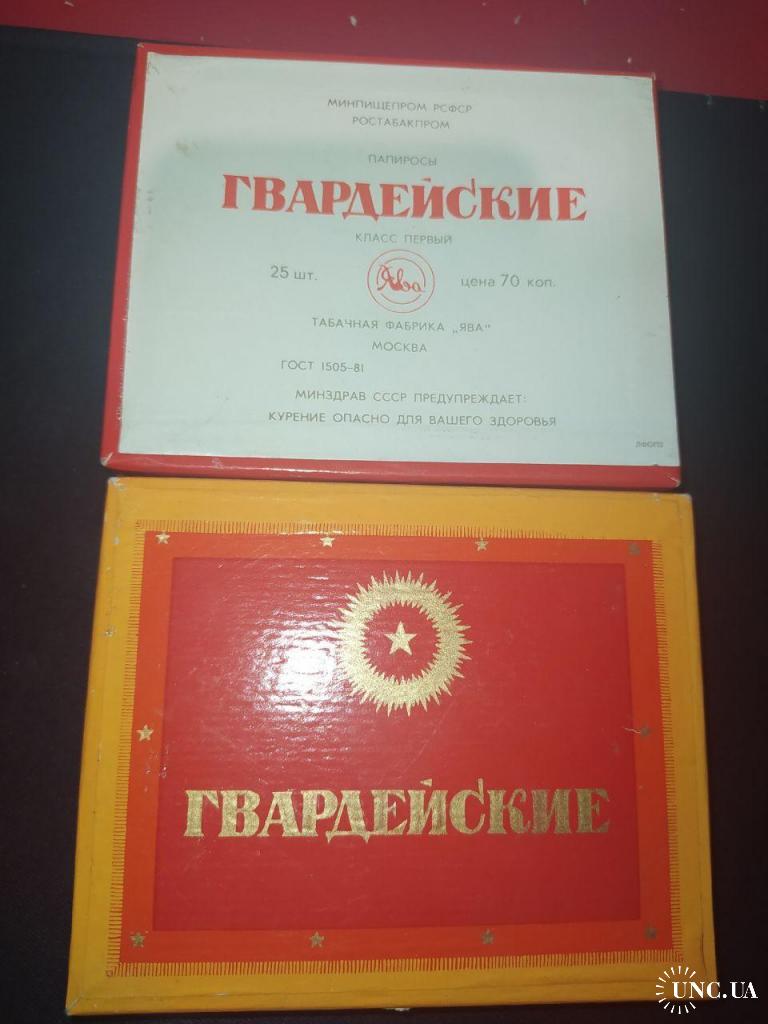 МИНПИЩЕПРОМ РСФСР
РОСТАБАКПРОМ
ПАПИРОСЫ
ГВАРДЕЙСКИЕ
КЛАСС ПЕРВЫЙ
25 шт. Ява цена 70 коп.
ТАБАЧНАЯ ФАБРИКА „ЯВА"
МОСКВА
ГОСТ 1505-81
МИНЗДРАВ СССР ПРЕДУПРЕЖДАЕТ:
КУРЕНИЕ ОПАСНО ДЛЯ ВАШЕГО ЗДОРОВЬЯ
ГВАРДЕЙСКИЕ
UNC.UA